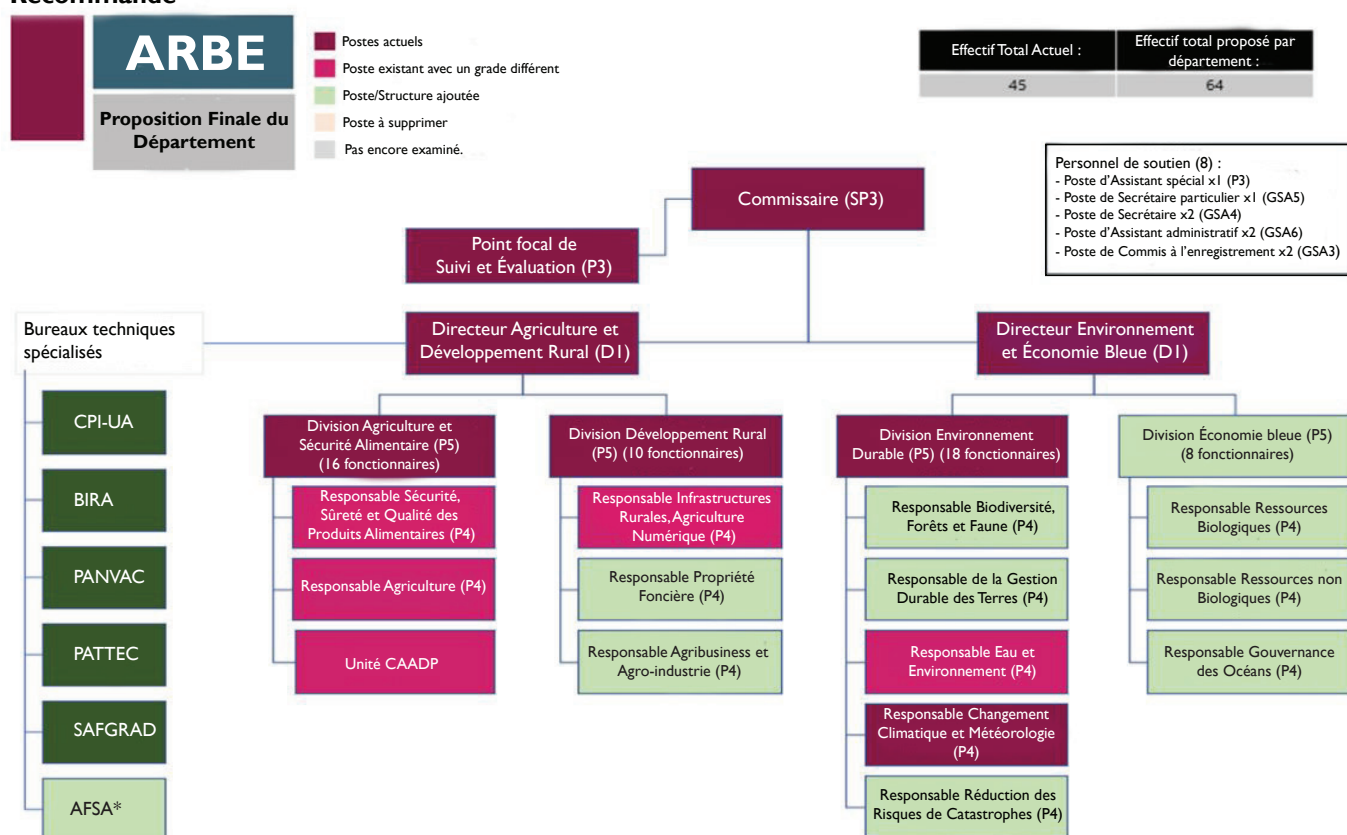 Recommandé
ARBE
Proposition Finale du
Département
Postes actuels
Poste existant avec un grade différent
Poste/Structure ajoutée
Poste à supprimer
Pas encore examiné.
Effectif Total Actuel :
Effectif total proposé par
département :
45
64
Personnel de soutien (8) :
- Poste d'Assistant spécial x1 (P3)
- Poste de Secrétaire particulier x1 (GSA5)
- Poste de Secrétaire x2 (GSA4)
- Poste d'Assistant administratif x2 (GSA6)
- Poste de Commis à l'enregistrement x2 (GSA3)
Commissaire (SP3)
Point focal de
Suivi et Évaluation (P3)
Bureaux techniques
spécialisés
Directeur Agriculture et
Développement Rural (D1)
Directeur Environnement
et Économie Bleue (D1)
CPI-UA
BIRA
PANVAC
PATTEC
SAFGRAD
AFSA*
Division Agriculture et
Sécurité Alimentaire (P5)
(16 fonctionnaires)
Responsable Sécurité,
Sûreté et Qualité des
Produits Alimentaires (P4)
Responsable Agriculture (P4)
Unité CAADP
Division Développement Rural
(P5) (10 fonctionnaires)
Responsable Infrastructures
Rurales, Agriculture
Numérique (P4)
Responsable Propriété
Foncière (P4)
Responsable Agribusiness et
Agro-industrie (P4)
Division Environnement
Durable (P5) (18 fonctionnaires)
Responsable Biodiversité,
Forêts et Faune (P4)
Responsable de la Gestion
Durable des Terres (P4)
Responsable Eau et
Environnement (P4)
Responsable Changement
Climatique et Météorologie
(P4)
Responsable Réduction des
Risques de Catastrophes (P4)
Division Économie bleue (P5)
(8 fonctionnaires)
Responsable Ressources
Biologiques (P4)
Responsable Ressources non
Biologiques (P4)
Responsable Gouvernance
des Océans (P4)